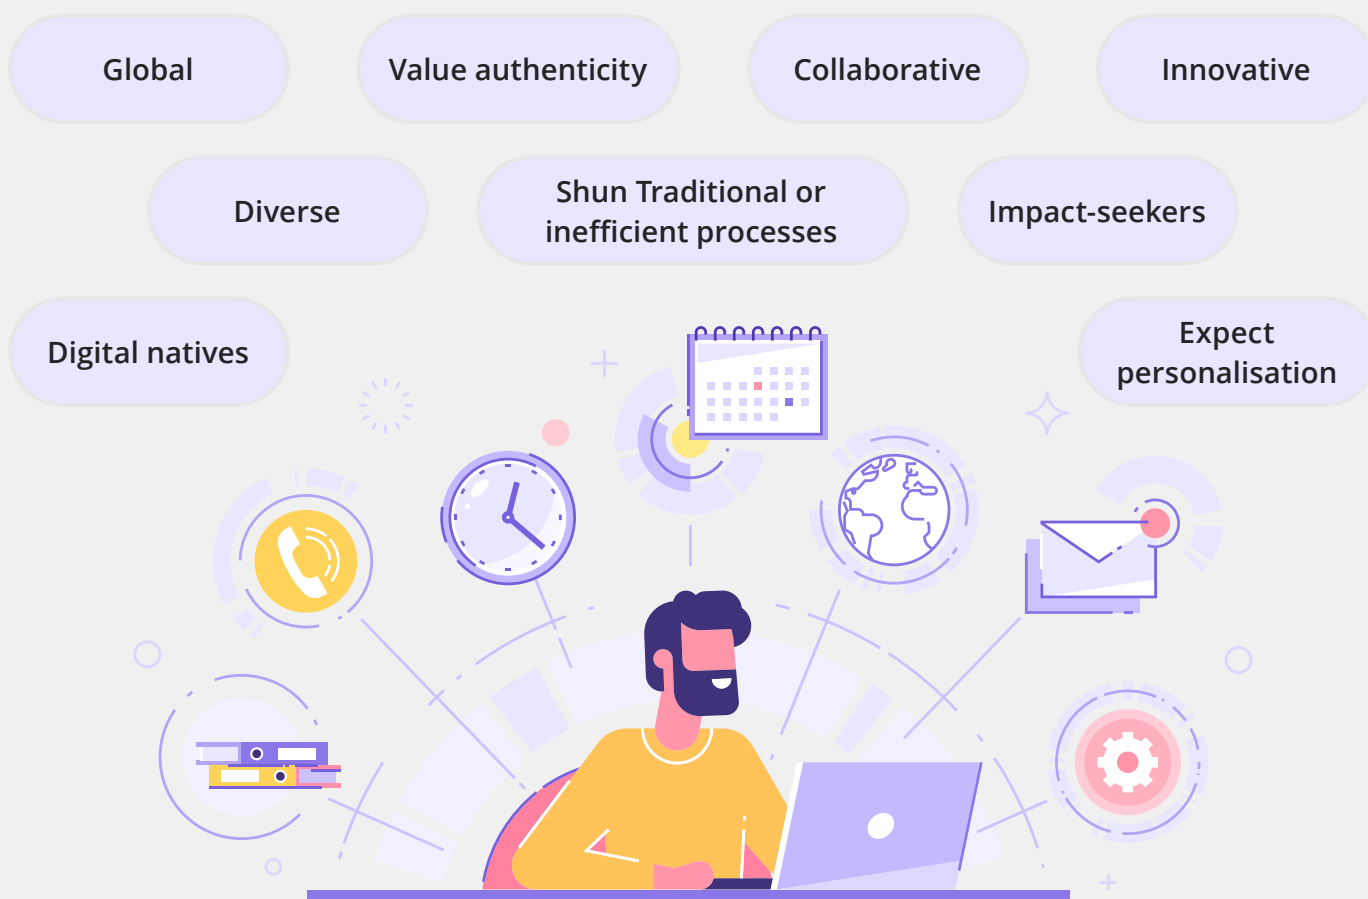 Global
Value authenticity
Collaborative
Innovative
Diverse
Shun Traditional or
inefficient processes
Impact-seekers
Digital natives
Expect
personalisation